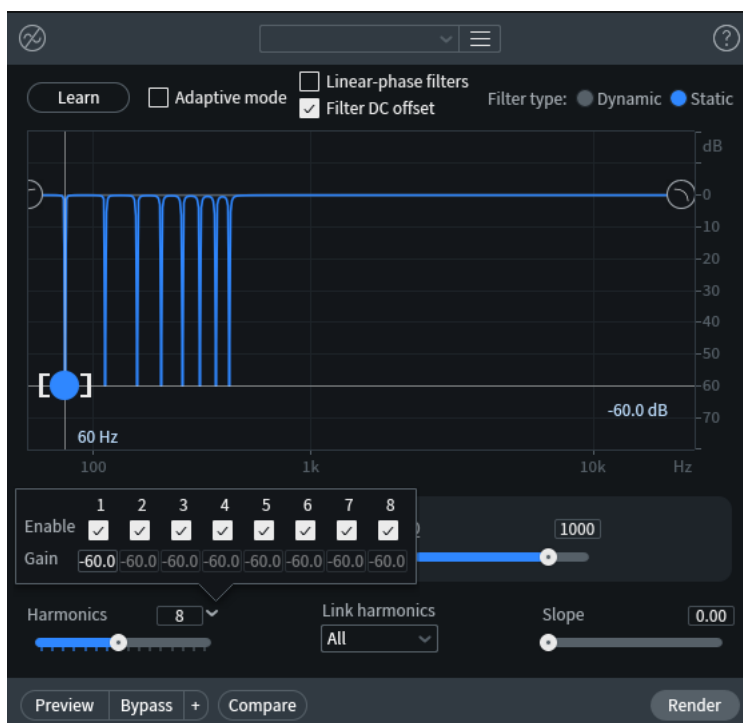 ?
Learn
Adaptive mode
Linear-phase filters
Filter DC offset
Filter type: Dynamic Static
dB
0
-10
-20
-30
-40
-50
-60
-70
-60.0 dB
60 Hz
100 1k 10k Hz
1 2 3 4 5 6 7 8
Enable
Gain -60.0 -60.0 -60.0 -60.0 -60.0 -60.0 -60.0 -60.0
1000
Harmonics 8
Link harmonics
All
Slope 0.00
Preview Bypass + Compare Render